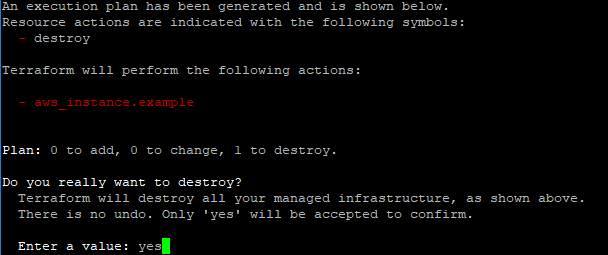 An execution plan has been generated and is shown below.
Resource actions are indicated with the following symbols:
- destroy
Terraform will perform the following actions:
- aws_instance.example
Plan: 0 to add, 0 to change, 1 to destroy.
Do you really want to destroy?
Terraform will destroy all your managed infrastructure, as shown above.
There is no undo. Only 'yes' will be accepted to confirm.
Enter a value: yes